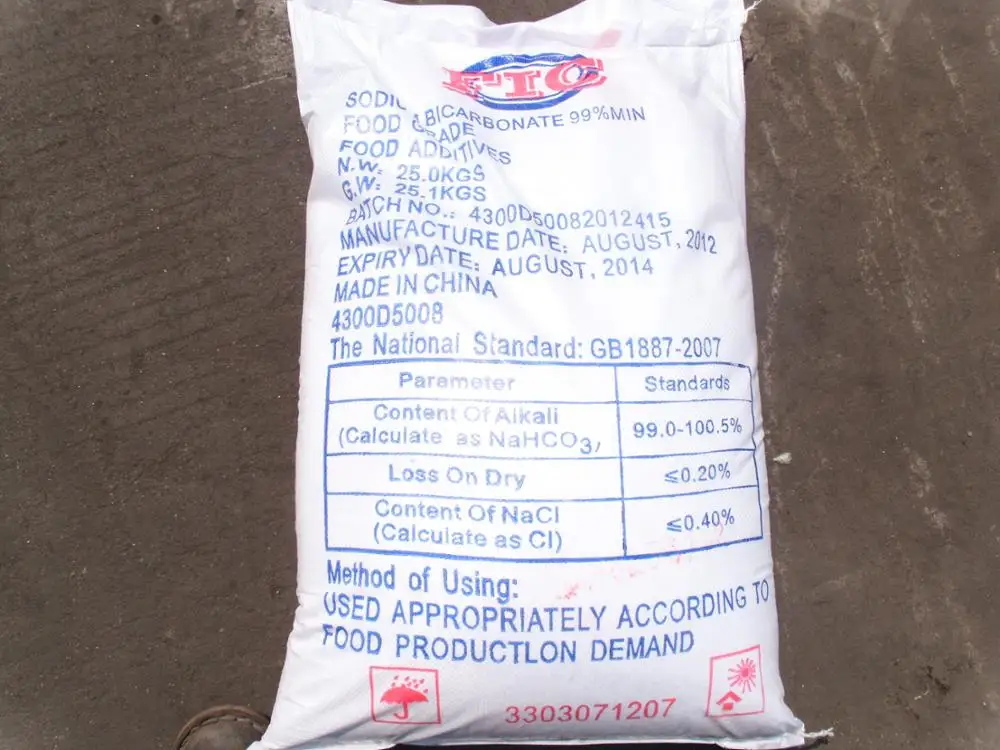 FIC
SODIU BICARBONATE 99%MIN
FOOD GRADE
FOOD ADDITIVES
N.W: 25.0KGS
G.W: 25.1KGS
BATCH NO.: 4300D50082012415
MANUFACTURE DATE: AUGUST, 2012
EXPIRY DATE: AUGUST, 2014
MADE IN CHINA
4300D5008
The National Standard: GB1887-2007
Parameter Standards
Content Of Alkali
(Calculate as NaHCO3, 99.0-100.5%
Loss On Dry ≤0.20%
Content Of NaCl
(Calculate as Cl) ≤0.40%
Method of Using:
USED APPROPRIATELY ACCORDING TO
FOOD PRODUCTLON DEMAND
3303071207